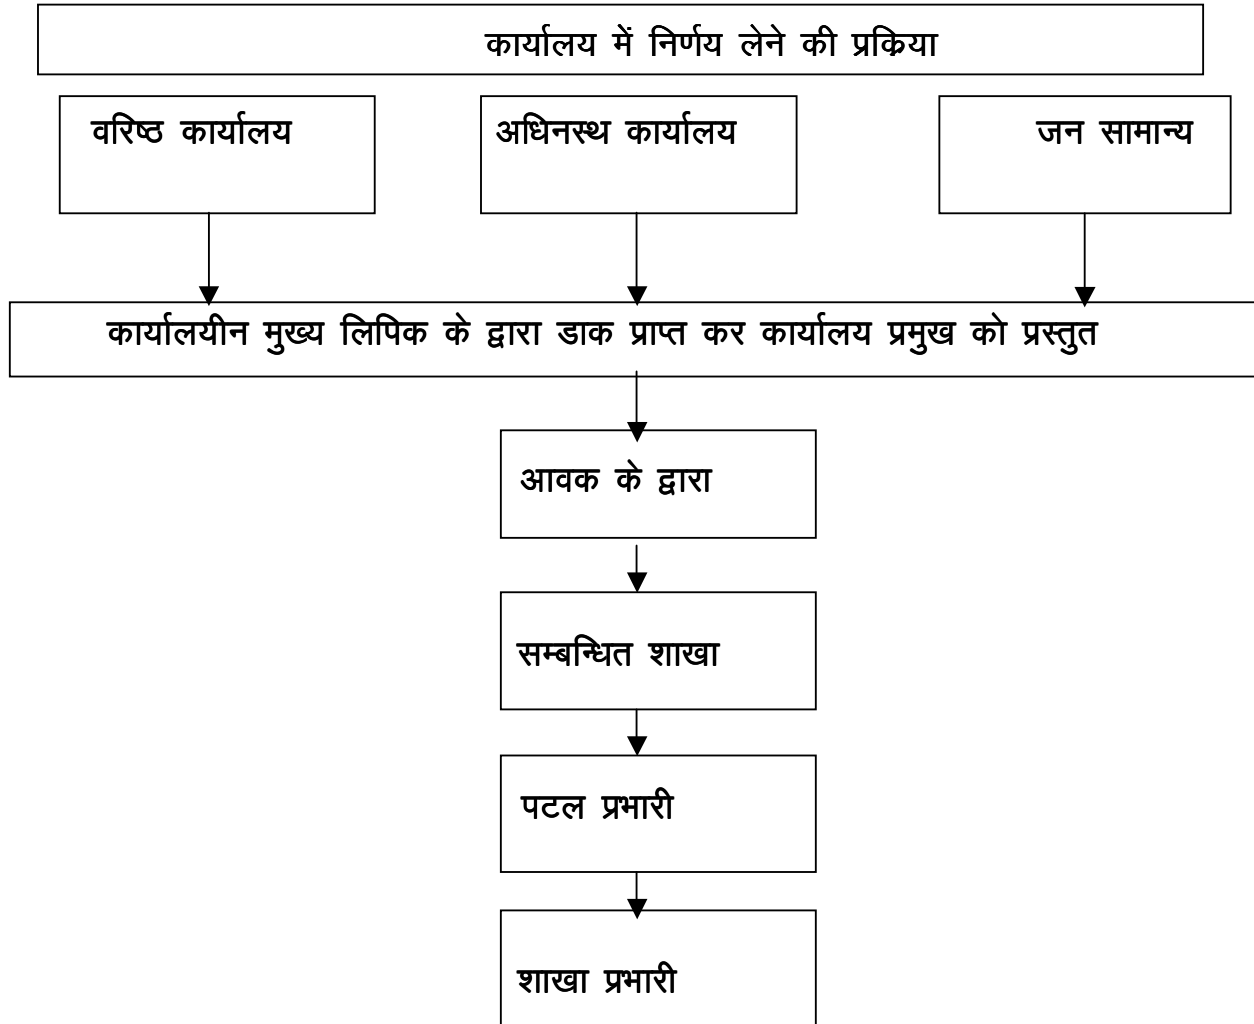 कार्यालय में निर्णय लेने की प्रक्रिया
वरिष्ठ कार्यालय
अधिनस्थ कार्यालय
जन सामान्य
कार्यालयीन मुख्य लिपिक के द्वारा डाक प्राप्त कर कार्यालय प्रमुख को प्रस्तुत
आवक के द्वारा
सम्बन्धित शाखा
पटल प्रभारी
शाखा प्रभारी